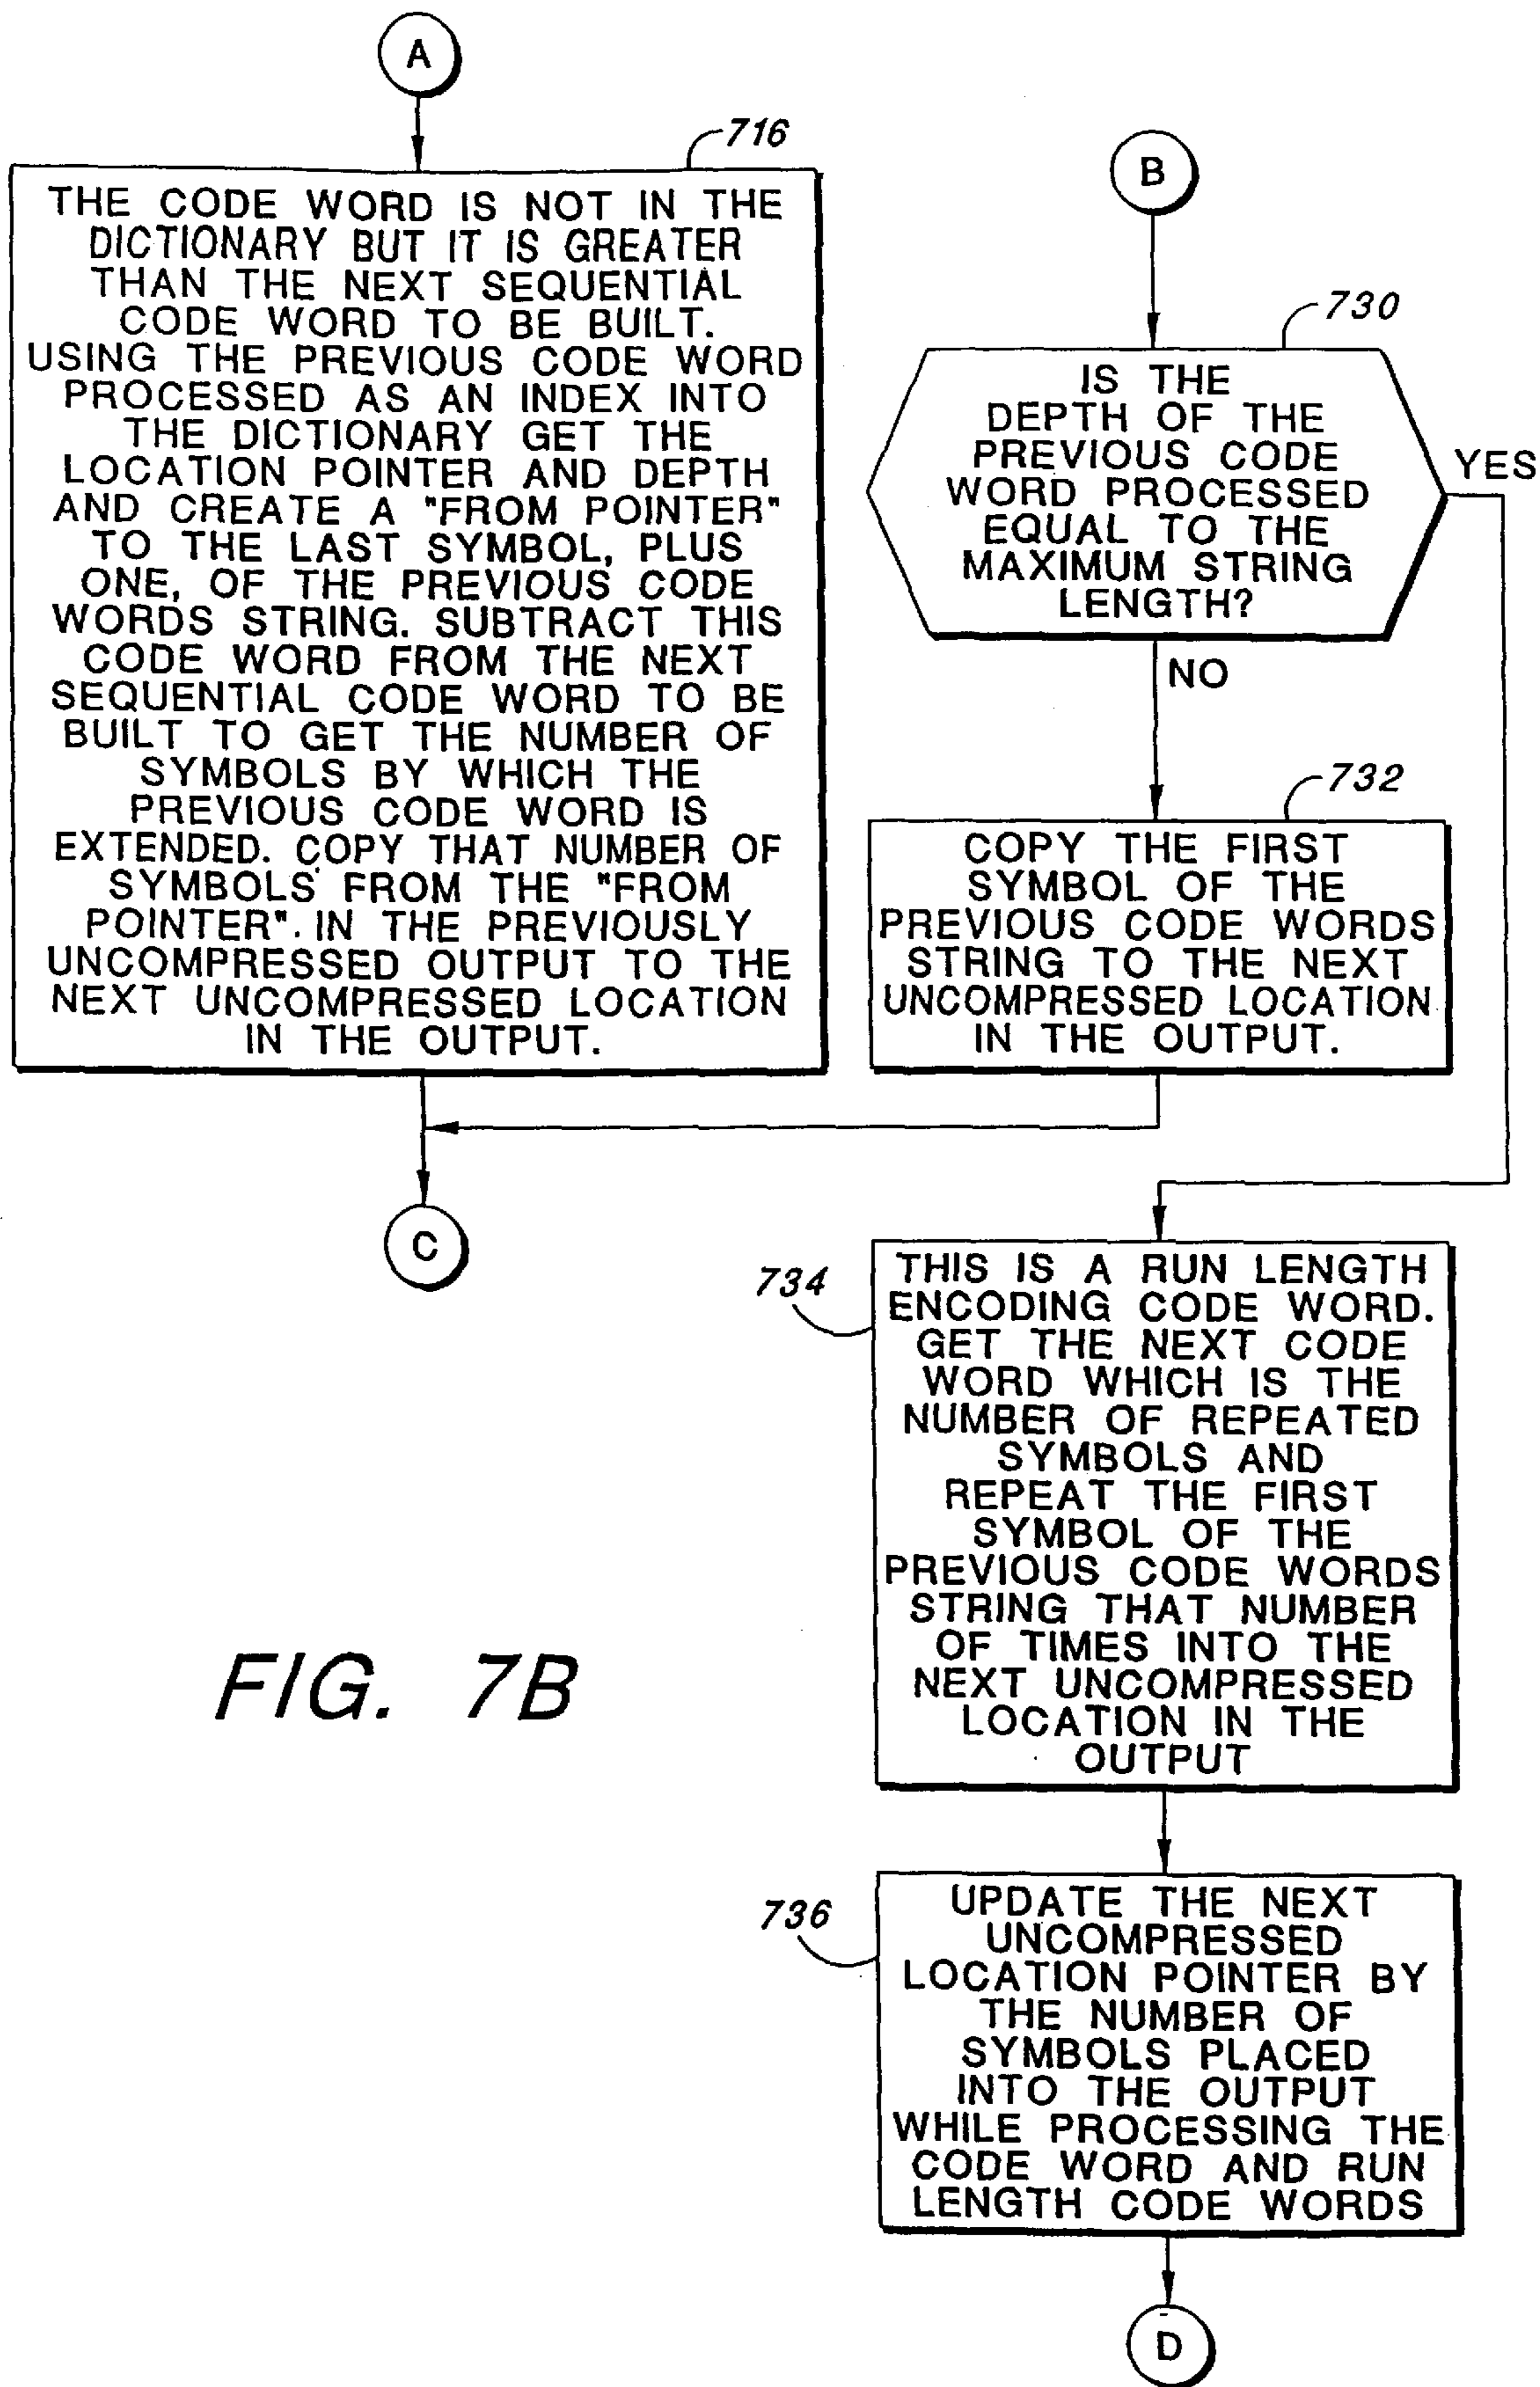 A
716
THE CODE WORD IS NOT IN THE
DICTIONARY BUT IT IS GREATER
THAN THE NEXT SEQUENTIAL
CODE WORD TO BE BUILT.
USING THE PREVIOUS CODE WORD
PROCESSED AS AN INDEX INTO
THE DICTIONARY GET THE
LOCATION POINTER AND DEPTH
AND CREATE A "FROM POINTER"
TO THE LAST SYMBOL, PLUS
ONE, OF THE PREVIOUS CODE
WORDS STRING. SUBTRACT THIS
CODE WORD FROM THE NEXT
SEQUENTIAL CODE WORD TO BE
BUILT TO GET THE NUMBER OF
SYMBOLS BY WHICH THE
PREVIOUS CODE WORD IS
EXTENDED. COPY THAT NUMBER OF
SYMBOLS FROM THE "FROM
POINTER". IN THE PREVIOUSLY
UNCOMPRESSED OUTPUT TO THE
NEXT UNCOMPRESSED LOCATION
IN THE OUTPUT.
C
B
730
IS THE
DEPTH OF THE
PREVIOUS CODE
WORD PROCESSED
EQUAL TO THE
MAXIMUM STRING
LENGTH?
YES
NO
732
COPY THE FIRST
SYMBOL OF THE
PREVIOUS CODE WORDS
STRING TO THE NEXT
UNCOMPRESSED LOCATION
IN THE OUTPUT.
734
THIS IS A RUN LENGTH
ENCODING CODE WORD.
GET THE NEXT CODE
WORD WHICH IS THE
NUMBER OF REPEATED
SYMBOLS AND
REPEAT THE FIRST
SYMBOL OF THE
PREVIOUS CODE WORDS
STRING THAT NUMBER
OF TIMES INTO THE
NEXT UNCOMPRESSED
LOCATION IN THE
OUTPUT
736
UPDATE THE NEXT
UNCOMPRESSED
LOCATION POINTER BY
THE NUMBER OF
SYMBOLS PLACED
INTO THE OUTPUT
WHILE PROCESSING THE
CODE WORD AND RUN
LENGTH CODE WORDS
D
FIG. 7B